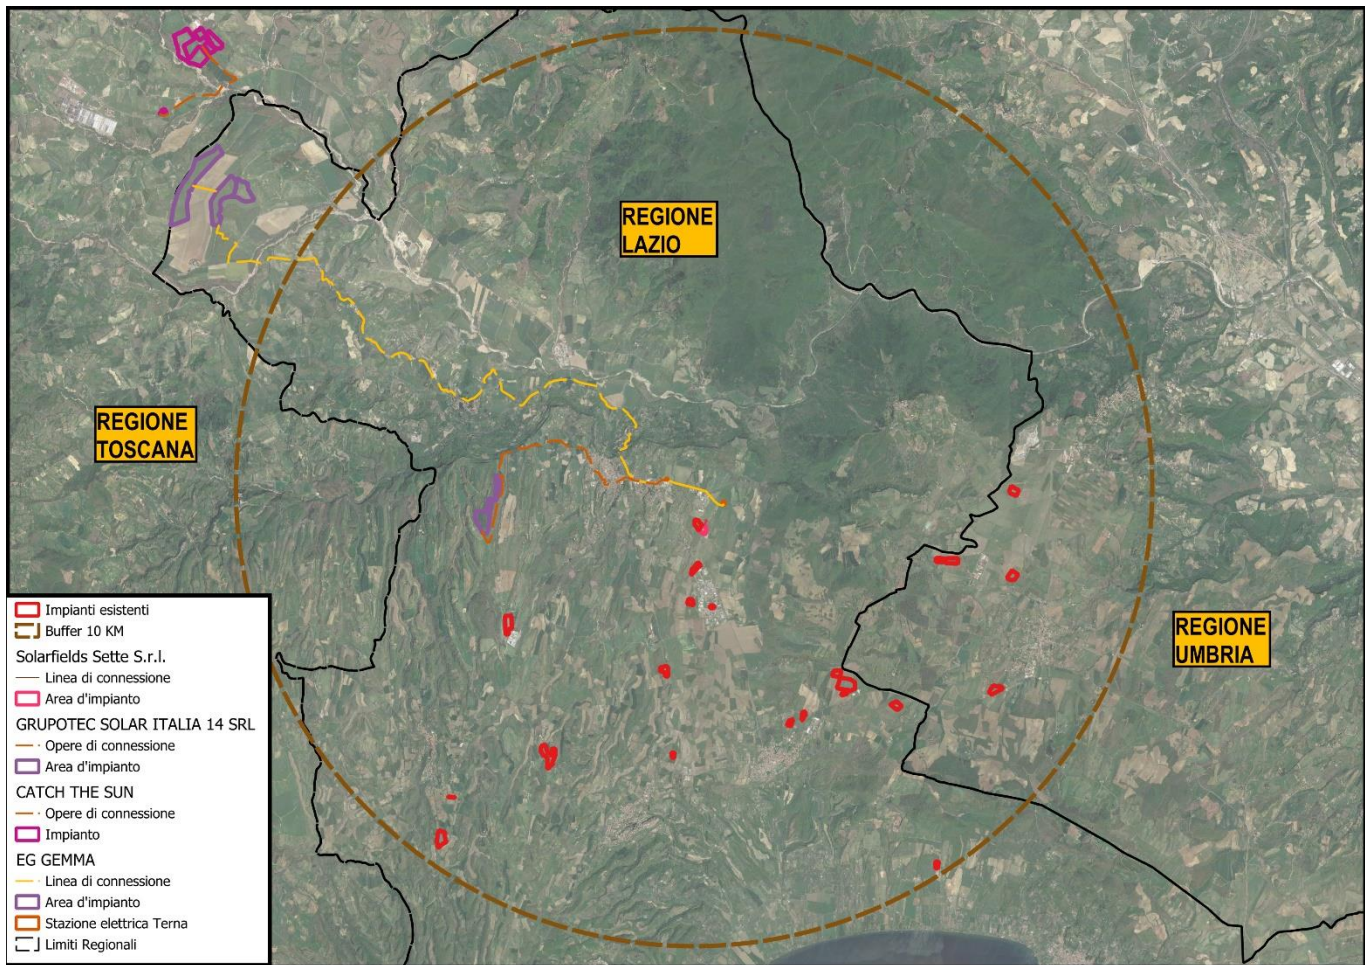 REGIONE
LAZIO
REGIONE
TOSCANA
REGIONE
UMBRIA
Impianti esistenti
Buffer 10 KM
Solarfields Sette S.r.l.
Linea di connessione
Area d'impianto
GRUPOTEC SOLAR ITALIA 14 SRL
Opere di connessione
Area d'impianto
CATCH THE SUN
Opere di connessione
Impianto
EG GEMMA
Linea di connessione
Area d'impianto
Stazione elettrica Terna
Limiti Regionali